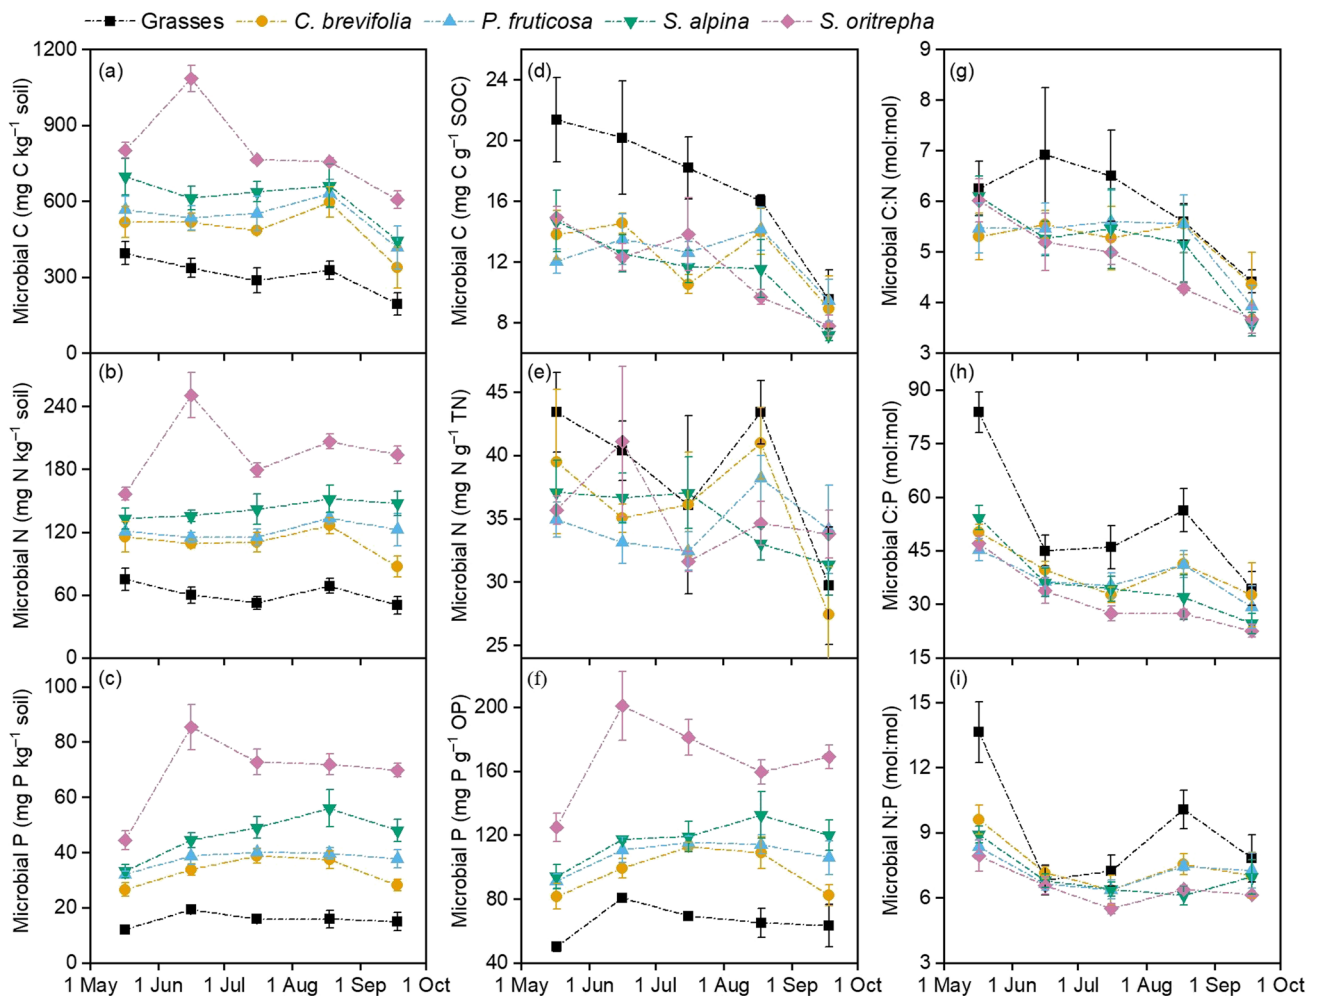 Grasses C. brevifolia P. fruticosa S. alpina S. oritrepha
(a)
Microbial C (mg C kg⁻¹ soil)
1200
900
600
300
0
(d)
Microbial C (mg C g⁻¹ SOC)
24
20
16
12
8
(g)
Microbial C:N (mol:mol)
9
8
7
6
5
4
3
(b)
Microbial N (mg N kg⁻¹ soil)
240
180
120
60
0
(e)
Microbial N (mg N g⁻¹ TN)
45
40
35
30
25
(h)
Microbial C:P (mol:mol)
90
75
60
45
30
15
(c)
Microbial P (mg P kg⁻¹ soil)
100
80
60
40
20
0
1 May 1 Jun 1 Jul 1 Aug 1 Sep 1 Oct
(f)
Microbial P (mg P g⁻¹ OP)
200
160
120
80
40
1 May 1 Jun 1 Jul 1 Aug 1 Sep 1 Oct
(i)
Microbial N:P (mol:mol)
15
12
9
6
3
1 May 1 Jun 1 Jul 1 Aug 1 Sep 1 Oct